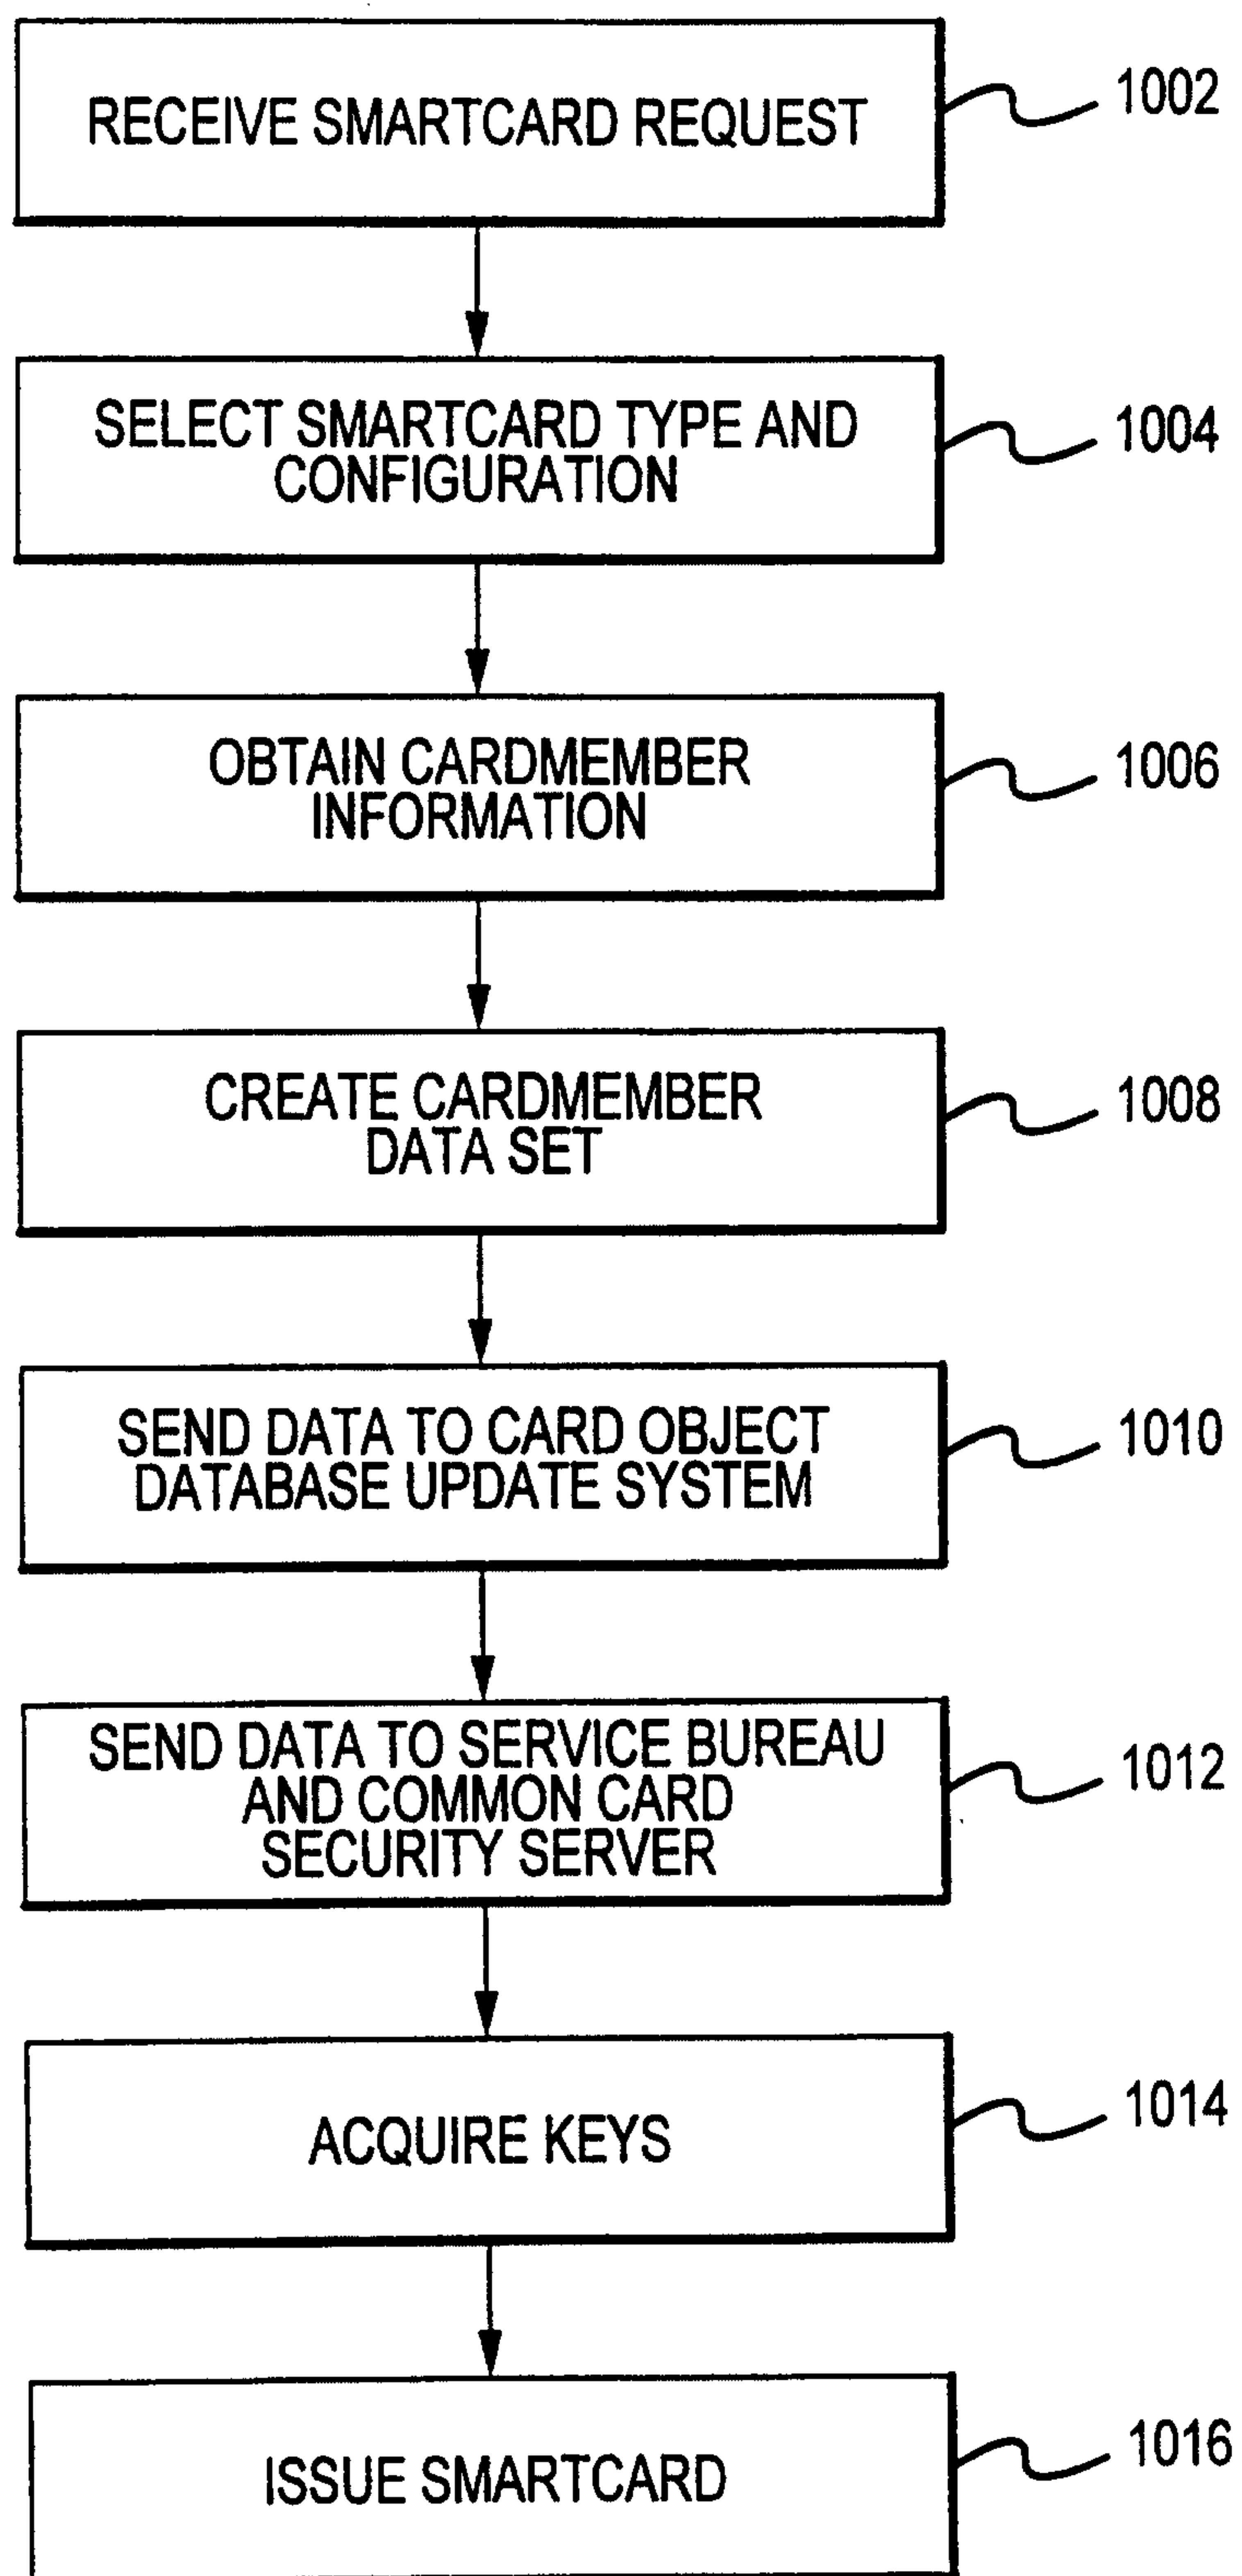 RECEIVE SMARTCARD REQUEST
1002
SELECT SMARTCARD TYPE AND
CONFIGURATION
1004
OBTAIN CARDMEMBER
INFORMATION
1006
CREATE CARDMEMBER
DATA SET
1008
SEND DATA TO CARD OBJECT
DATABASE UPDATE SYSTEM
1010
SEND DATA TO SERVICE BUREAU
AND COMMON CARD
SECURITY SERVER
1012
ACQUIRE KEYS
1014
ISSUE SMARTCARD
1016